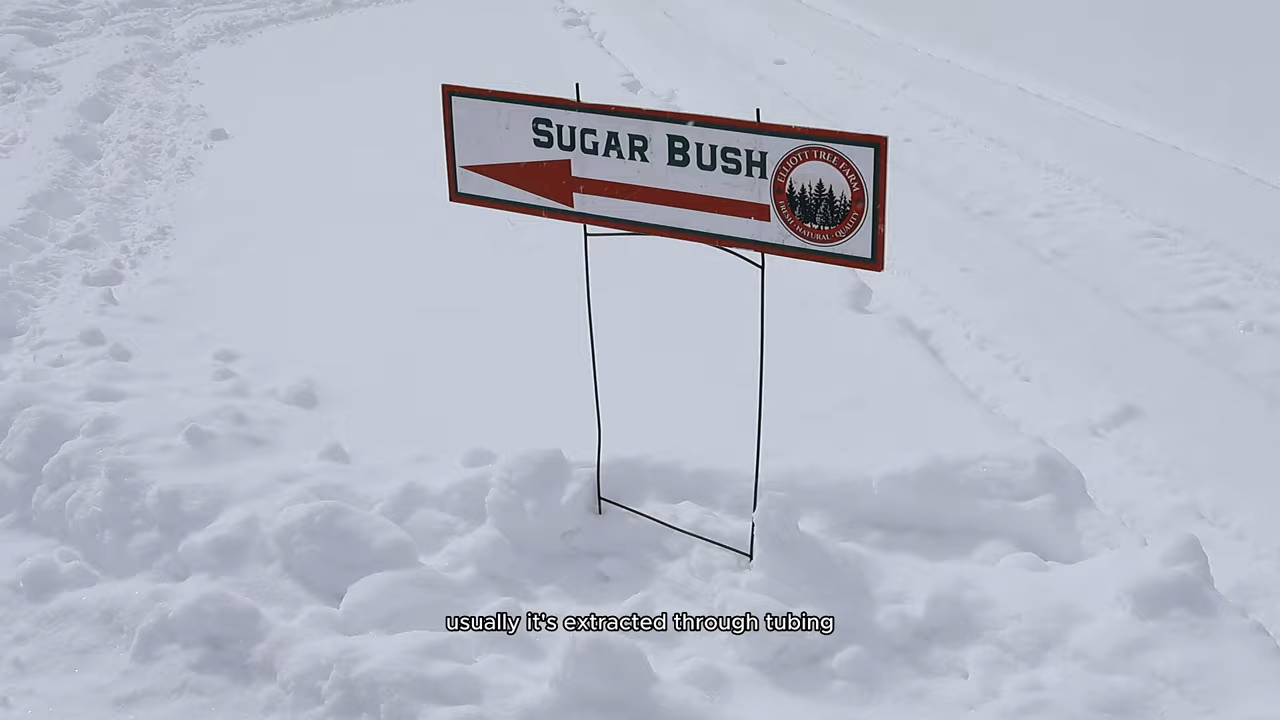 SUGAR BUSH
ELLIOTT TREE FARM
FRESH · NATURAL · QUALITY
usually it's extracted through tubing